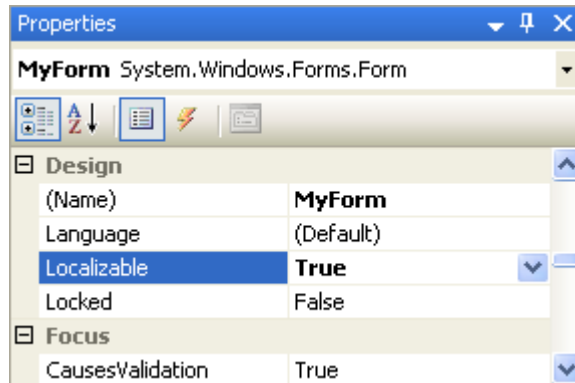 Properties
MyForm System.Windows.Forms.Form
A Z
Design
(Name) MyForm
Language (Default)
Localizable True
Locked False
Focus
CausesValidation True